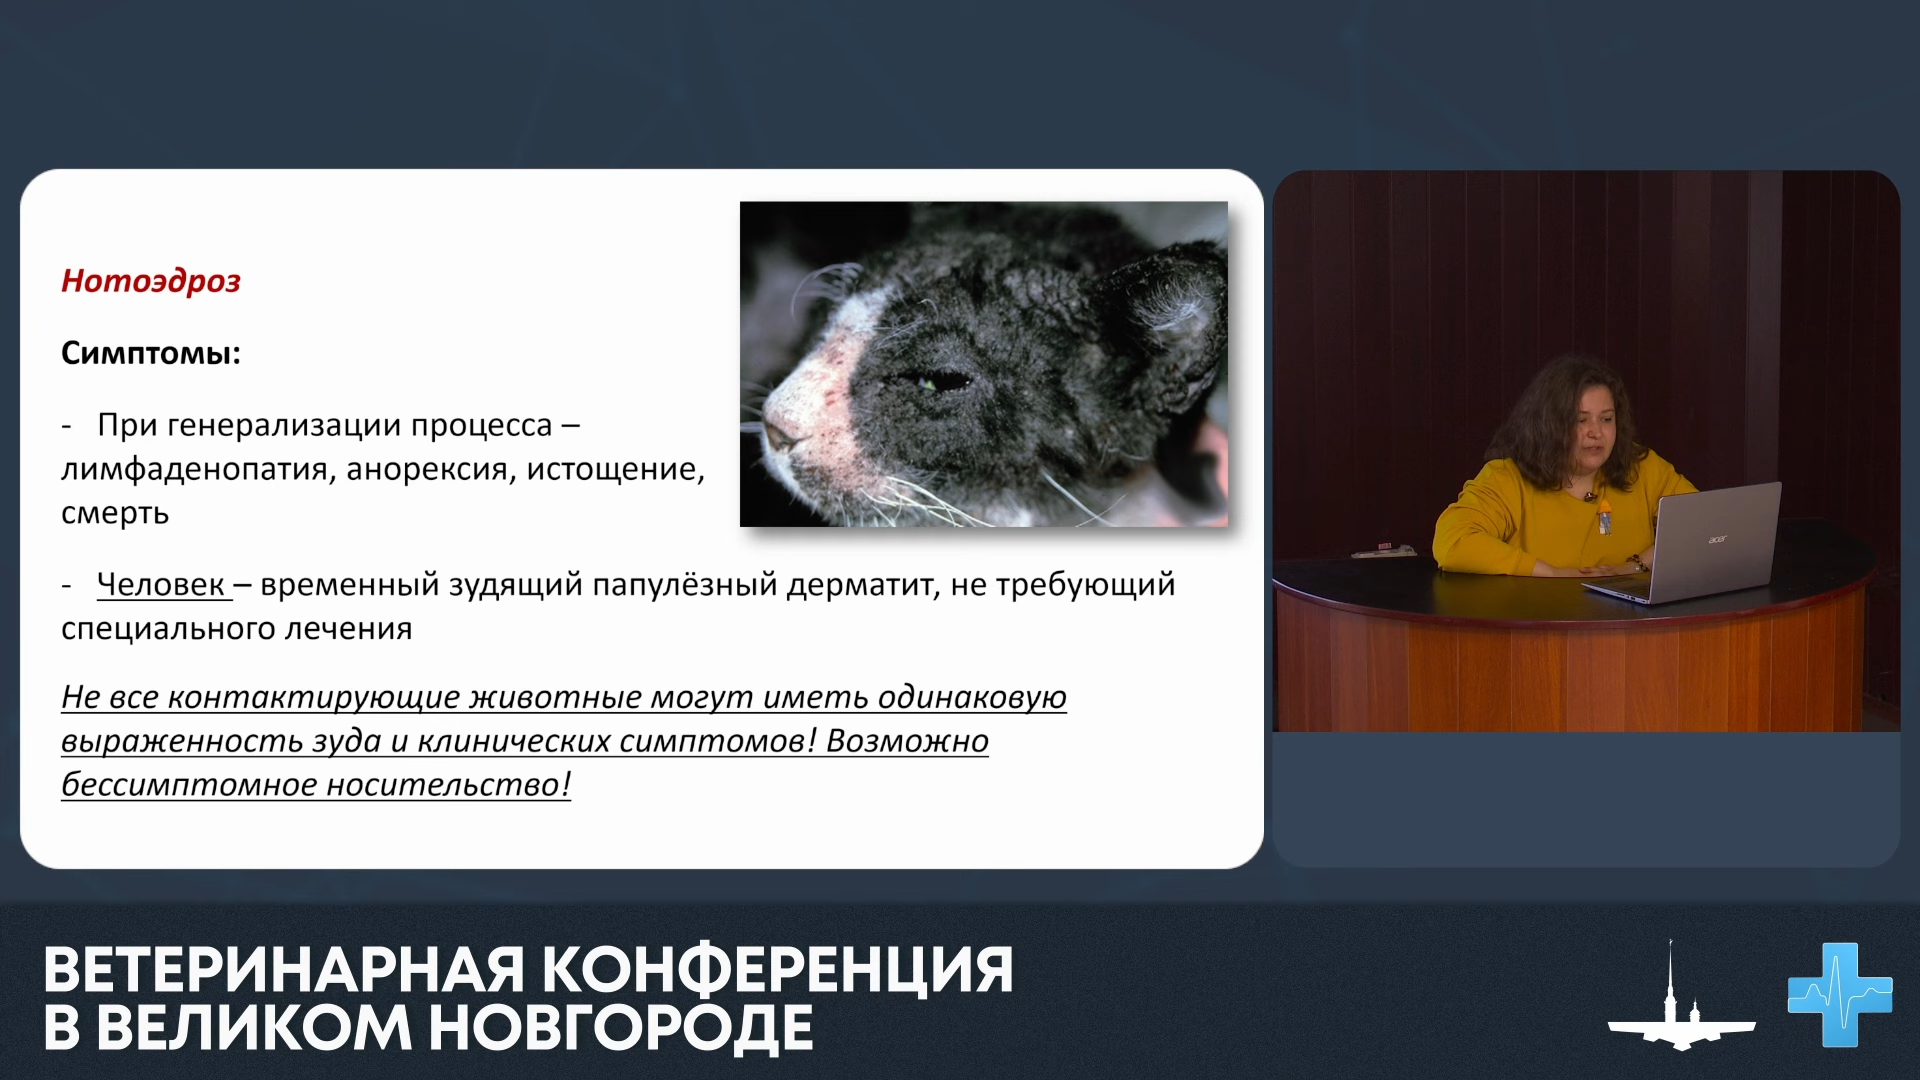 Нотоэдроз
Симптомы:
- При генерализации процесса –
лимфаденопатия, анорексия, истощение,
смерть
- Человек – временный зудящий папулёзный дерматит, не требующий
специального лечения
Не все контактирующие животные могут иметь одинаковую
выраженность зуда и клинических симптомов! Возможно
бессимптомное носительство!
acer
ВЕТЕРИНАРНАЯ КОНФЕРЕНЦИЯ
В ВЕЛИКОМ НОВГОРОДЕ